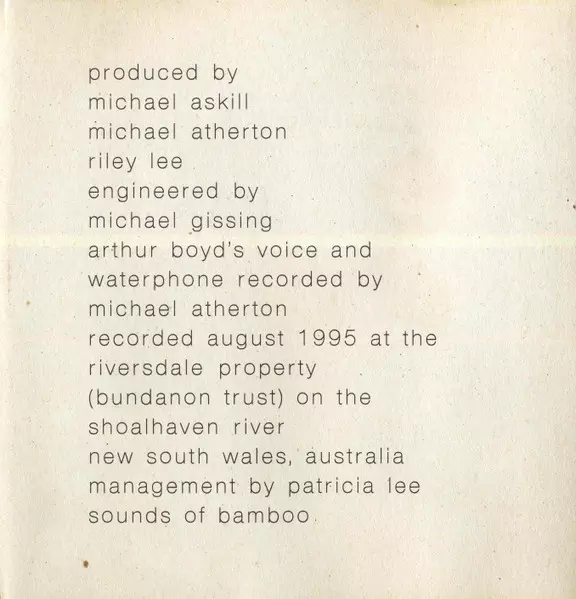 produced by
michael askill
michael atherton
riley lee
engineered by
michael gissing
arthur boyd's voice and
waterphone recorded by
michael atherton
recorded august 1995 at the
riversdale property
(bundanon trust) on the
shoalhaven river
new south wales, australia
management by patricia lee
sounds of bamboo